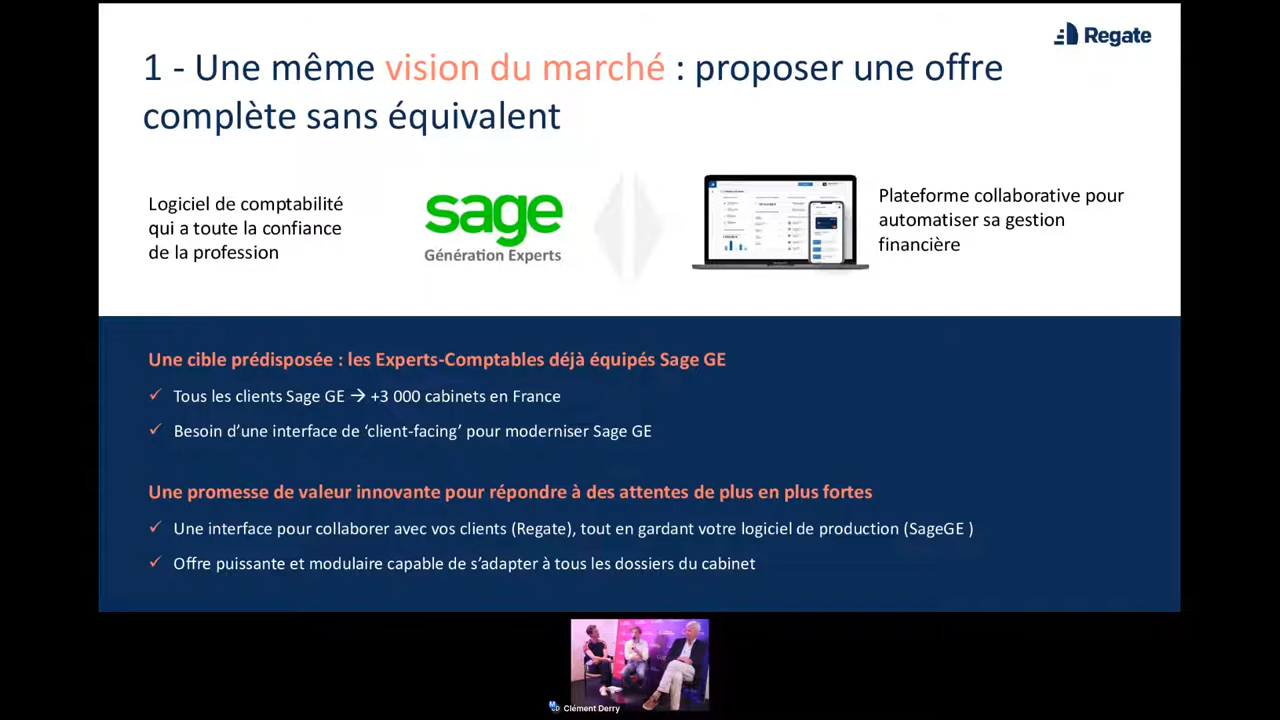 Regate
1 - Une même vision du marché : proposer une offre
complète sans équivalent
Logiciel de comptabilité
qui a toute la confiance
de la profession
sage
Génération Experts
Plateforme collaborative pour
automatiser sa gestion
financière
Une cible prédisposée : les Experts-Comptables déjà équipés Sage GE
✓ Tous les clients Sage GE → +3 000 cabinets en France
✓ Besoin d'une interface de ‘client-facing’ pour moderniser Sage GE
Une promesse de valeur innovante pour répondre à des attentes de plus en plus fortes
✓ Une interface pour collaborer avec vos clients (Regate), tout en gardant votre logiciel de production (SageGE )
✓ Offre puissante et modulaire capable de s'adapter à tous les dossiers du cabinet
Clément Derry